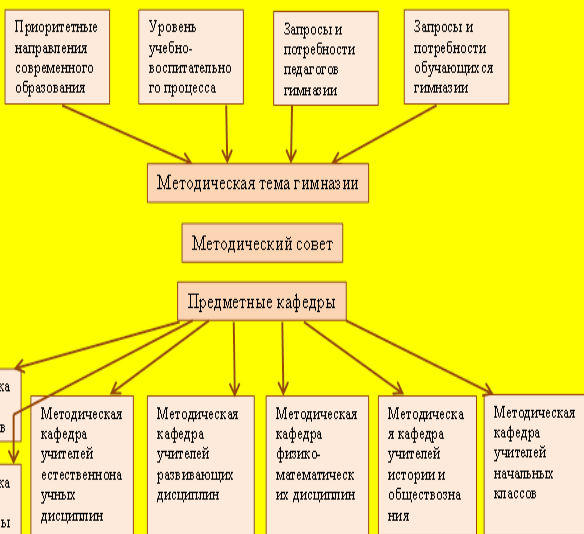 Приоритетные
направления
современного
образования
Уровень
учебно-
воспитательно
го процесса
Запросы и
потребности
педагогов
гимназии
Запросы и
потребности
обучающихся
гимназии
Методическая тема гимназии
Методический совет
Предметные кафедры
Методическая
кафедра
учителей
естественнона
учных
дисциплин
Методическая
кафедра
учителей
развивающих
дисциплин
Методическая
кафедра
физико-
математическ
их дисциплин
Методическа
я кафедра
учителей
истории и
обществозна
ния
Методическая
кафедра
учителей
начальных
классов